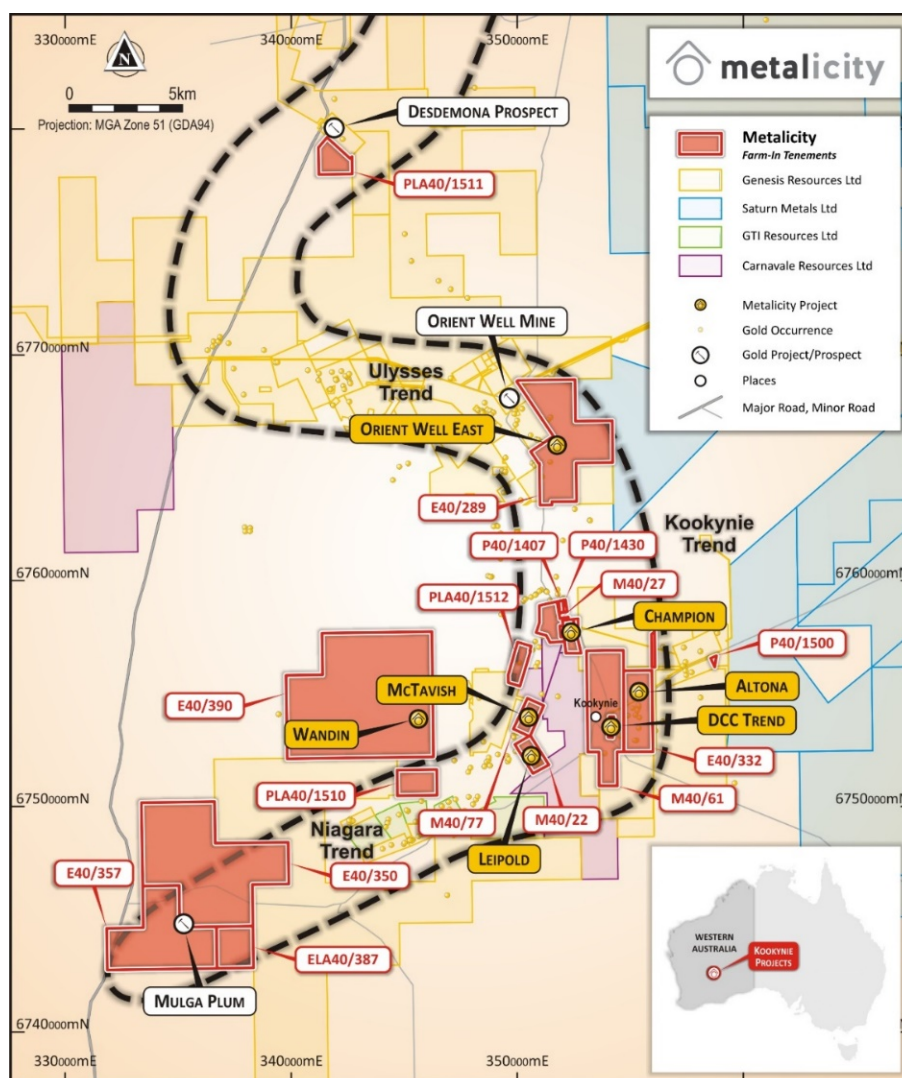 330000mE
340000mE
350000mE
N
0
5km
Projection: MGA Zone 51 (GDA94)
metalicity
Metalicity
Farm-In Tenements
Genesis Resources Ltd
Saturn Metals Ltd
GTI Resources Ltd
Carnavale Resources Ltd
Metalicity Project
Gold Occurrence
Gold Project/Prospect
Places
Major Road, Minor Road
DESDEMONA PROSPECT
PLA40/1511
ORIENT WELL MINE
6770000mN
Ulysses
Trend
ORIENT WELL EAST
E40/289
Kookynie
Trend
P40/1407
P40/1430
6760000mN
6760000mN
M40/27
PLA40/1512
CHAMPION
P40/1500
E40/390
MCTAVISH
ALTONA
Kookynie
WANDIN
DCC TREND
E40/332
PLA40/1510
M40/77
M40/22
M40/61
6750000mN
6750000mN
Niagara
Trend
LEIPOLD
E40/357
E40/350
ELA40/387
MULGA PLUM
WESTERN
AUSTRALIA
KOOKYNIE
PROJECTS
6740000mN
330000mE
340000mE
350000mE